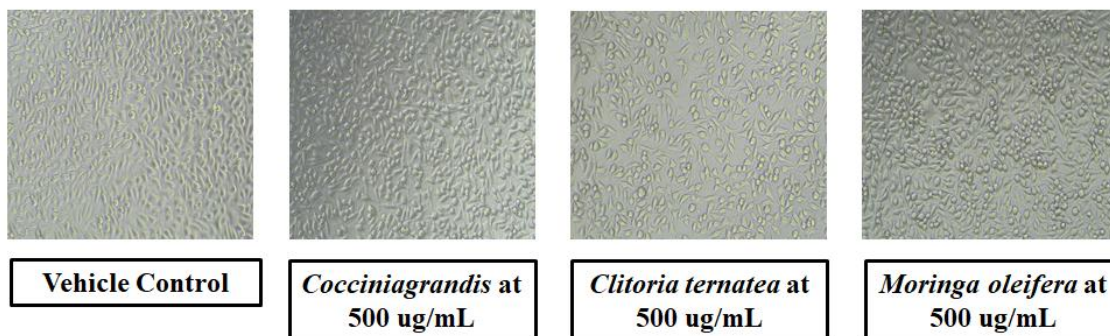 Vehicle Control
Cocciniagrandis at
500 ug/mL
Clitoria ternatea at
500 ug/mL
Moringa oleifera at
500 ug/mL